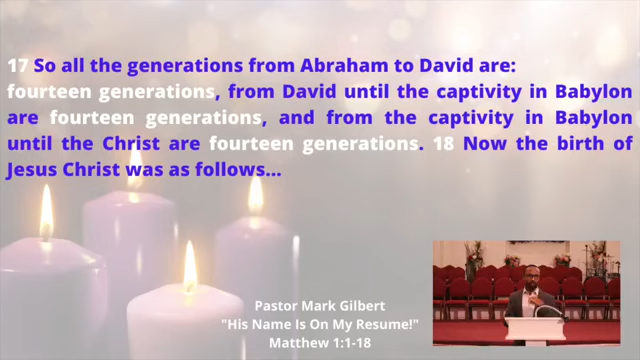 17 So all the generations from Abraham to David are:
fourteen generations, from David until the captivity in Babylon
are fourteen generations, and from the captivity in Babylon
until the Christ are fourteen generations. 18 Now the birth of
Jesus Christ was as follows...
Pastor Mark Gilbert
"His Name Is On My Resume!"
Matthew 1:1-18